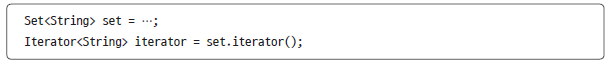 Set<String> set = …;
Iterator<String> iterator = set.iterator();